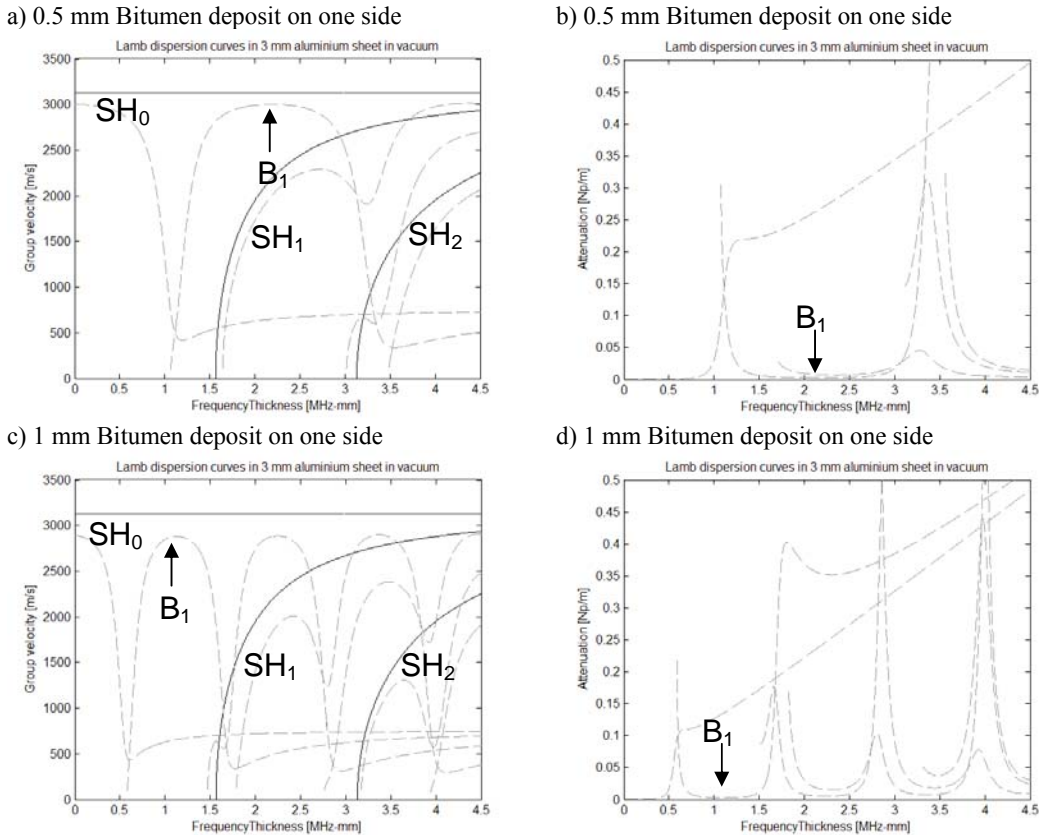 a) 0.5 mm Bitumen deposit on one side
Lamb dispersion curves in 3 mm aluminium sheet in vacuum
3500
3000
2500
2000
1500
1000
500
0
Group velocity [m/s]
SH0
B1
SH1
SH2
0 0.5 1 1.5 2 2.5 3 3.5 4 4.5
FrequencyThickness [MHz-mm]
b) 0.5 mm Bitumen deposit on one side
Lamb dispersion curves in 3 mm aluminium sheet in vacuum
0.5
0.45
0.4
0.35
0.3
0.25
0.2
0.15
0.1
0.05
0
Attenuation [Np/m]
B1
0 0.5 1 1.5 2 2.5 3 3.5 4 4.5
FrequencyThickness [MHz-mm]
c) 1 mm Bitumen deposit on one side
Lamb dispersion curves in 3 mm aluminium sheet in vacuum
3500
3000
2500
2000
1500
1000
500
0
Group velocity [m/s]
SH0
B1
SH1
SH2
0 0.5 1 1.5 2 2.5 3 3.5 4 4.5
FrequencyThickness [MHz-mm]
d) 1 mm Bitumen deposit on one side
Lamb dispersion curves in 3 mm aluminium sheet in vacuum
0.5
0.45
0.4
0.35
0.3
0.25
0.2
0.15
0.1
0.05
0
Attenuation [Np/m]
B1
0 0.5 1 1.5 2 2.5 3 3.5 4 4.5
FrequencyThickness [MHz-mm]